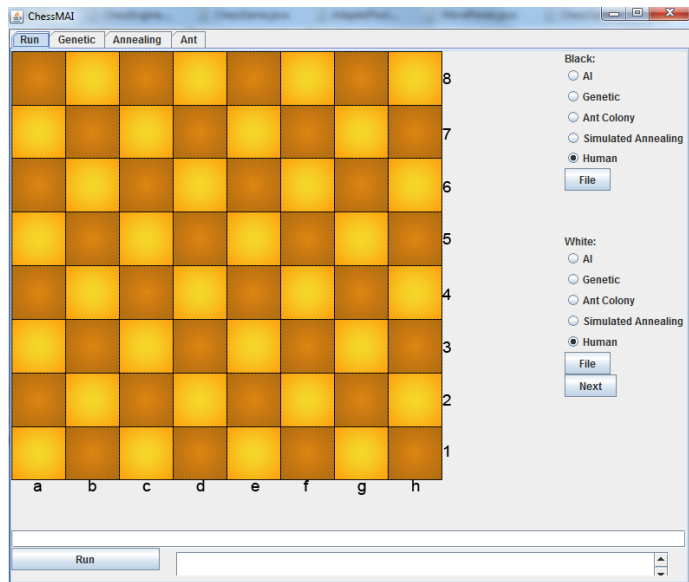 ChessMAI
Run Genetic Annealing Ant
8
7
6
5
4
3
2
1
a b c d e f g h
Black:
AI
Genetic
Ant Colony
Simulated Annealing
Human
File
White:
AI
Genetic
Ant Colony
Simulated Annealing
Human
File
Next
Run